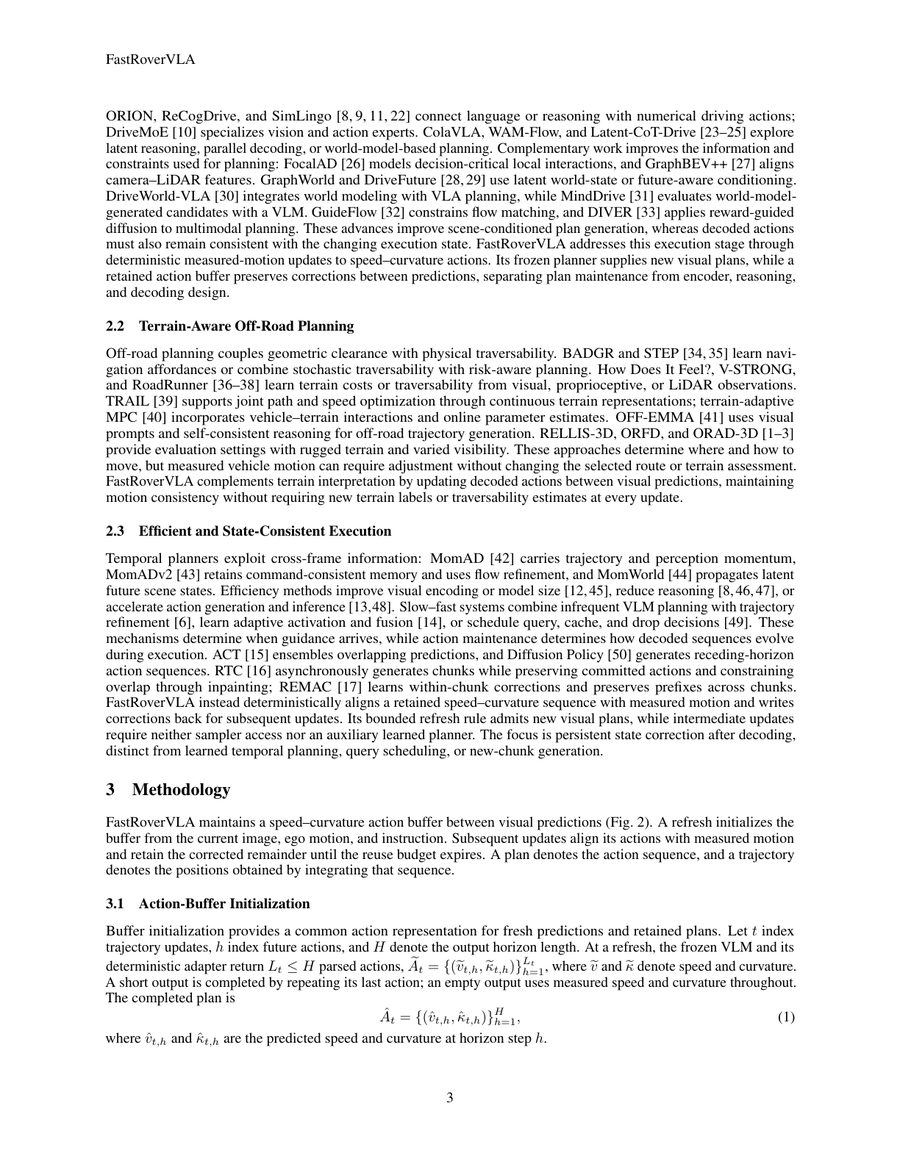 FastRoverVLA
ORION, ReCogDrive, and SimLingo [8, 9, 11, 22] connect language or reasoning with numerical driving actions;
DriveMoE [10] specializes vision and action experts. ColaVLA, WAM-Flow, and Latent-CoT-Drive [23–25] explore
latent reasoning, parallel decoding, or world-model-based planning. Complementary work improves the information and
constraints used for planning: FocalAD [26] models decision-critical local interactions, and GraphBEV++ [27] aligns
camera–LiDAR features. GraphWorld and DriveFuture [28, 29] use latent world-state or future-aware conditioning.
DriveWorld-VLA [30] integrates world modeling with VLA planning, while MindDrive [31] evaluates world-model-
generated candidates with a VLM. GuideFlow [32] constrains flow matching, and DIVER [33] applies reward-guided
diffusion to multimodal planning. These advances improve scene-conditioned plan generation, whereas decoded actions
must also remain consistent with the changing execution state. FastRoverVLA addresses this execution stage through
deterministic measured-motion updates to speed–curvature actions. Its frozen planner supplies new visual plans, while a
retained action buffer preserves corrections between predictions, separating plan maintenance from encoder, reasoning,
and decoding design.
2.2 Terrain-Aware Off-Road Planning
Off-road planning couples geometric clearance with physical traversability. BADGR and STEP [34, 35] learn navi-
gation affordances or combine stochastic traversability with risk-aware planning. How Does It Feel?, V-STRONG,
and RoadRunner [36–38] learn terrain costs or traversability from visual, proprioceptive, or LiDAR observations.
TRAIL [39] supports joint path and speed optimization through continuous terrain representations; terrain-adaptive
MPC [40] incorporates vehicle–terrain interactions and online parameter estimates. OFF-EMMA [41] uses visual
prompts and self-consistent reasoning for off-road trajectory generation. RELLIS-3D, ORFD, and ORAD-3D [1–3]
provide evaluation settings with rugged terrain and varied visibility. These approaches determine where and how to
move, but measured vehicle motion can require adjustment without changing the selected route or terrain assessment.
FastRoverVLA complements terrain interpretation by updating decoded actions between visual predictions, maintaining
motion consistency without requiring new terrain labels or traversability estimates at every update.
2.3 Efficient and State-Consistent Execution
Temporal planners exploit cross-frame information: MomAD [42] carries trajectory and perception momentum,
MomADv2 [43] retains command-consistent memory and uses flow refinement, and MomWorld [44] propagates latent
future scene states. Efficiency methods improve visual encoding or model size [12,45], reduce reasoning [8,46,47], or
accelerate action generation and inference [13,48]. Slow–fast systems combine infrequent VLM planning with trajectory
refinement [6], learn adaptive activation and fusion [14], or schedule query, cache, and drop decisions [49]. These
mechanisms determine when guidance arrives, while action maintenance determines how decoded sequences evolve
during execution. ACT [15] ensembles overlapping predictions, and Diffusion Policy [50] generates receding-horizon
action sequences. RTC [16] asynchronously generates chunks while preserving committed actions and constraining
overlap through inpainting; REMAC [17] learns within-chunk corrections and preserves prefixes across chunks.
FastRoverVLA instead deterministically aligns a retained speed–curvature sequence with measured motion and writes
corrections back for subsequent updates. Its bounded refresh rule admits new visual plans, while intermediate updates
require neither sampler access nor an auxiliary learned planner. The focus is persistent state correction after decoding,
distinct from learned temporal planning, query scheduling, or new-chunk generation.
3 Methodology
FastRoverVLA maintains a speed–curvature action buffer between visual predictions (Fig. 2). A refresh initializes the
buffer from the current image, ego motion, and instruction. Subsequent updates align its actions with measured motion
and retain the corrected remainder until the reuse budget expires. A plan denotes the action sequence, and a trajectory
denotes the positions obtained by integrating that sequence.
3.1 Action-Buffer Initialization
Buffer initialization provides a common action representation for fresh predictions and retained plans. Let t index
trajectory updates, h index future actions, and H denote the output horizon length. At a refresh, the frozen VLM and its
deterministic adapter return L_t ≤ H parsed actions, Ã_t = {(ṽ_{t,h}, κ̃_{t,h})}_{h=1}^{L_t}, where ṽ and κ̃ denote speed and curvature.
A short output is completed by repeating its last action; an empty output uses measured speed and curvature throughout.
The completed plan is
Â_t = {(v̂_{t,h}, κ̂_{t,h})}_{h=1}^{H}, (1)
where v̂_{t,h} and κ̂_{t,h} are the predicted speed and curvature at horizon step h.
3